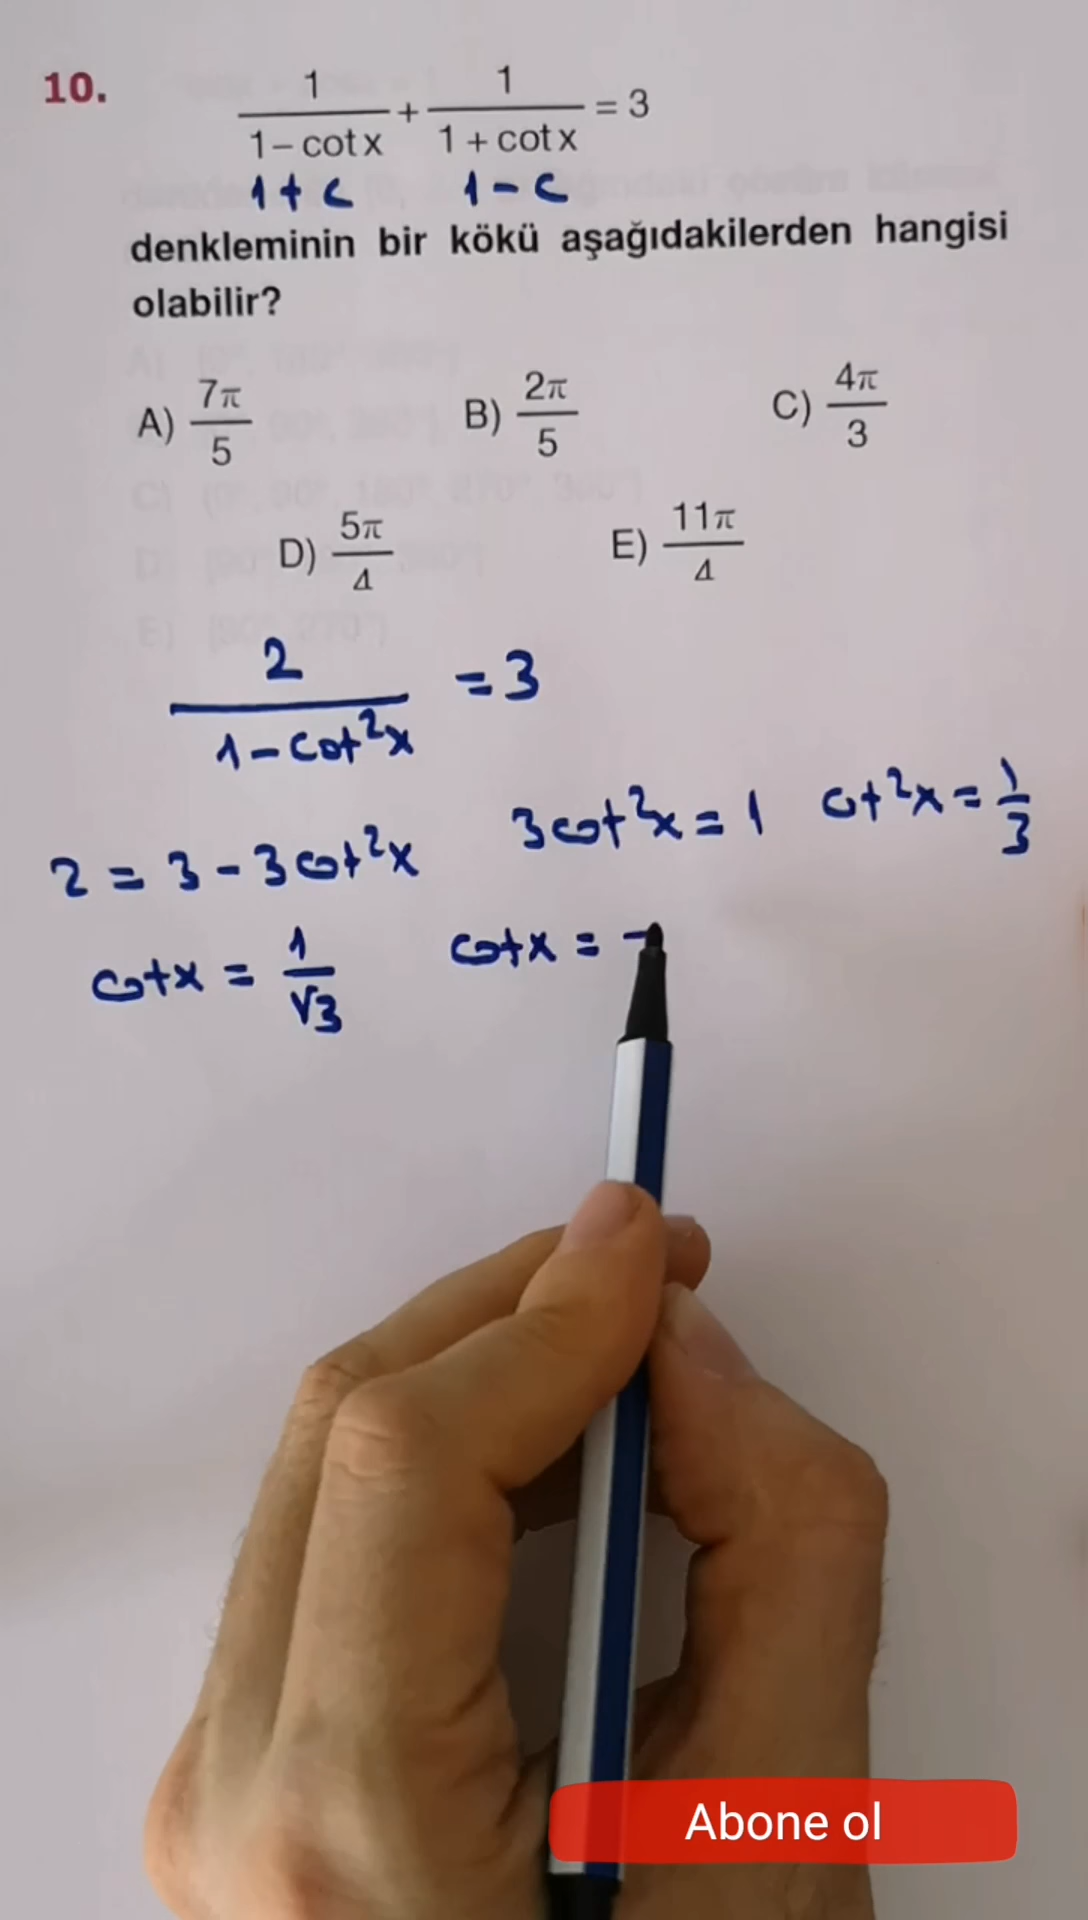 10. 1/(1 - cot x) + 1/(1 + cot x) = 3
1 + c 1 - c
denkleminin bir kökü aşağıdakilerden hangisi
olabilir?
A) 7π/5 B) 2π/5 C) 4π/3
D) 5π/4 E) 11π/4
2/(1 - cot²x) = 3
2 = 3 - 3cot²x 3cot²x = 1 cot²x = 1/3
cotx = 1/√3 cotx = -
Abone ol